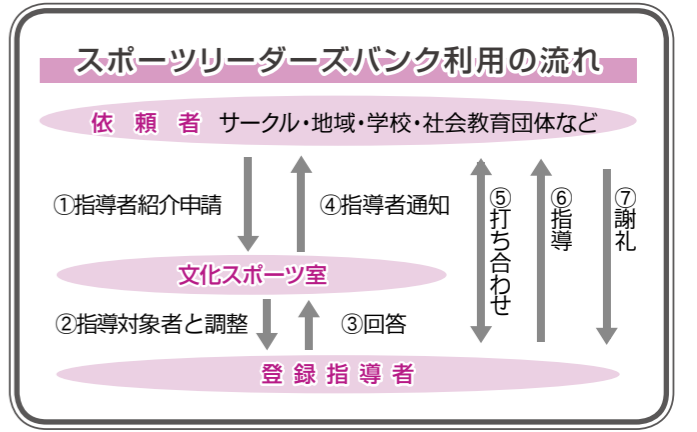 スポーツリーダーズバンク利用の流れ
依頼者 サークル・地域・学校・社会教育団体など
①指導者紹介申請
④指導者通知
⑤打ち合わせ
⑥指導
⑦謝礼
文化スポーツ室
②指導対象者と調整
③回答
登録指導者